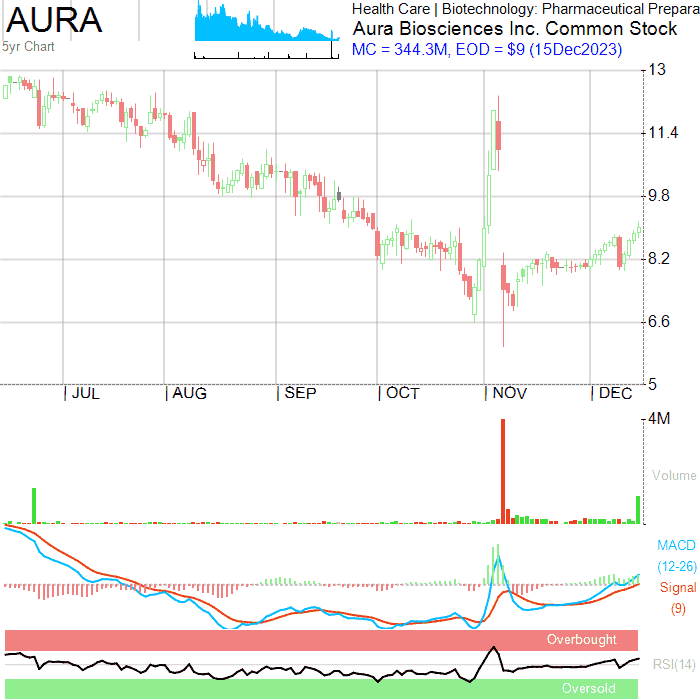 AURA
5yr Chart
Health Care | Biotechnology: Pharmaceutical Prepara
Aura Biosciences Inc. Common Stock
MC = 344.3M, EOD = $9 (15Dec2023)
13
11.4
9.8
8.2
6.6
5
| JUL | AUG | SEP | OCT | NOV | DEC
4M
Volume
MACD
(12-26)
Signal
(9)
Overbought
RSI(14)
Oversold